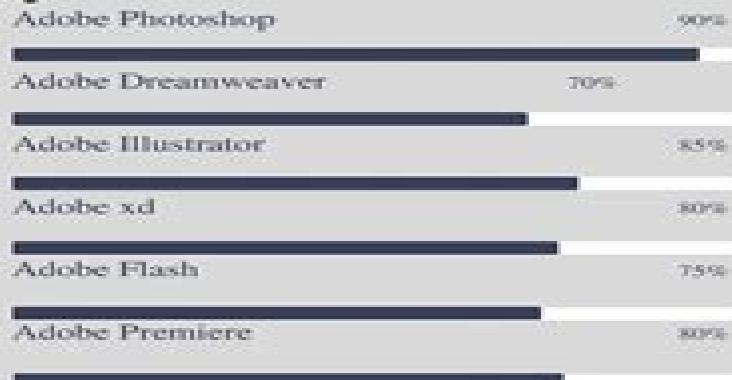 Adobe Photoshop 90%
Adobe Dreamweaver 70%
Adobe Illustrator 85%
Adobe xd 80%
Adobe Flash 75%
Adobe Premiere 80%